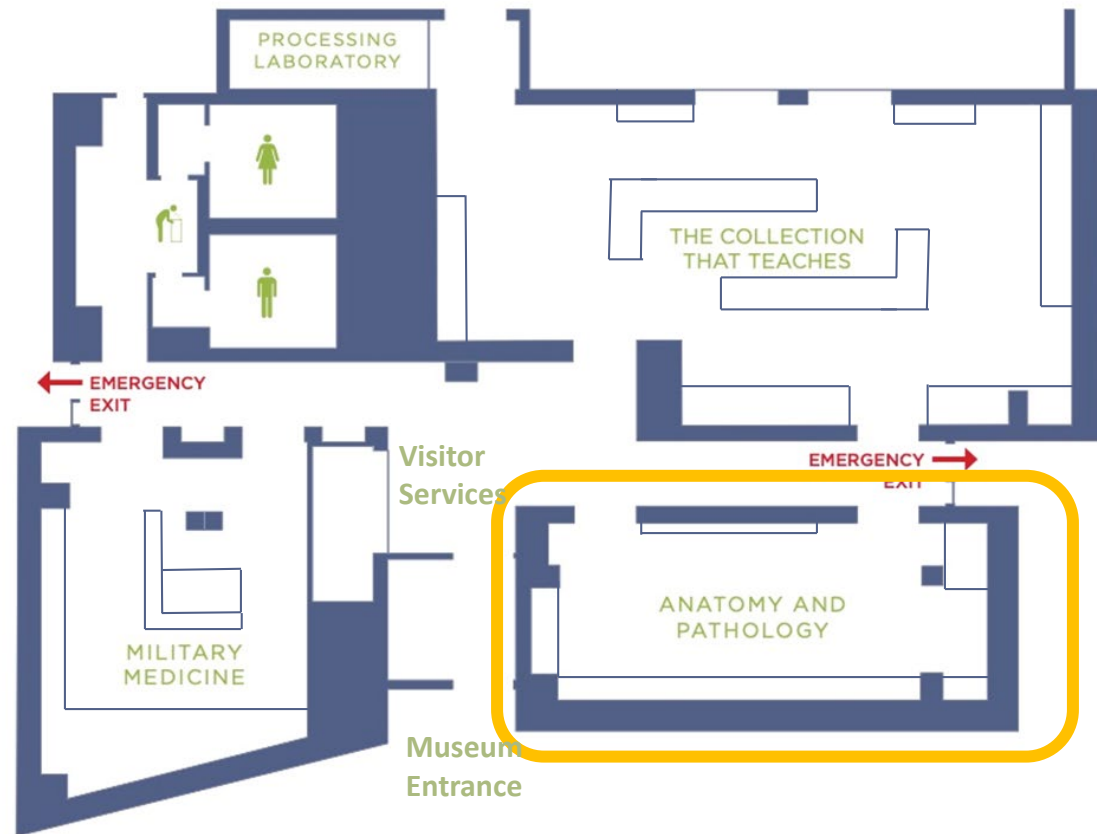 PROCESSING
LABORATORY
THE COLLECTION
THAT TEACHES
EMERGENCY
EXIT
Visitor
Services
EMERGENCY
EXIT
ANATOMY AND
PATHOLOGY
MILITARY
MEDICINE
Museum
Entrance